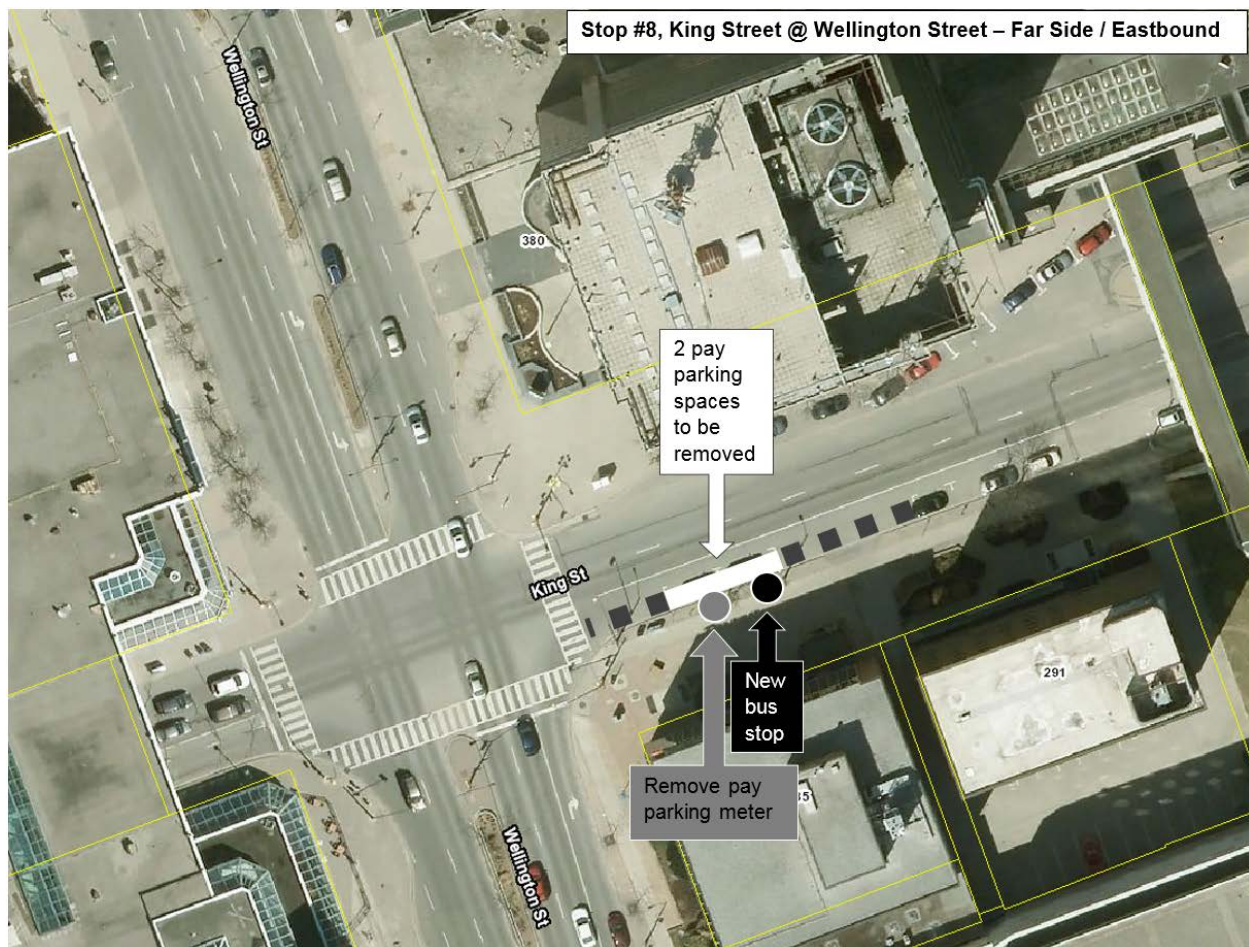 Stop #8, King Street @ Wellington Street – Far Side / Eastbound
Wellington St
380
2 pay
parking
spaces
to be
removed
King St
291
New
bus
stop
Remove pay
parking meter
Wellington St